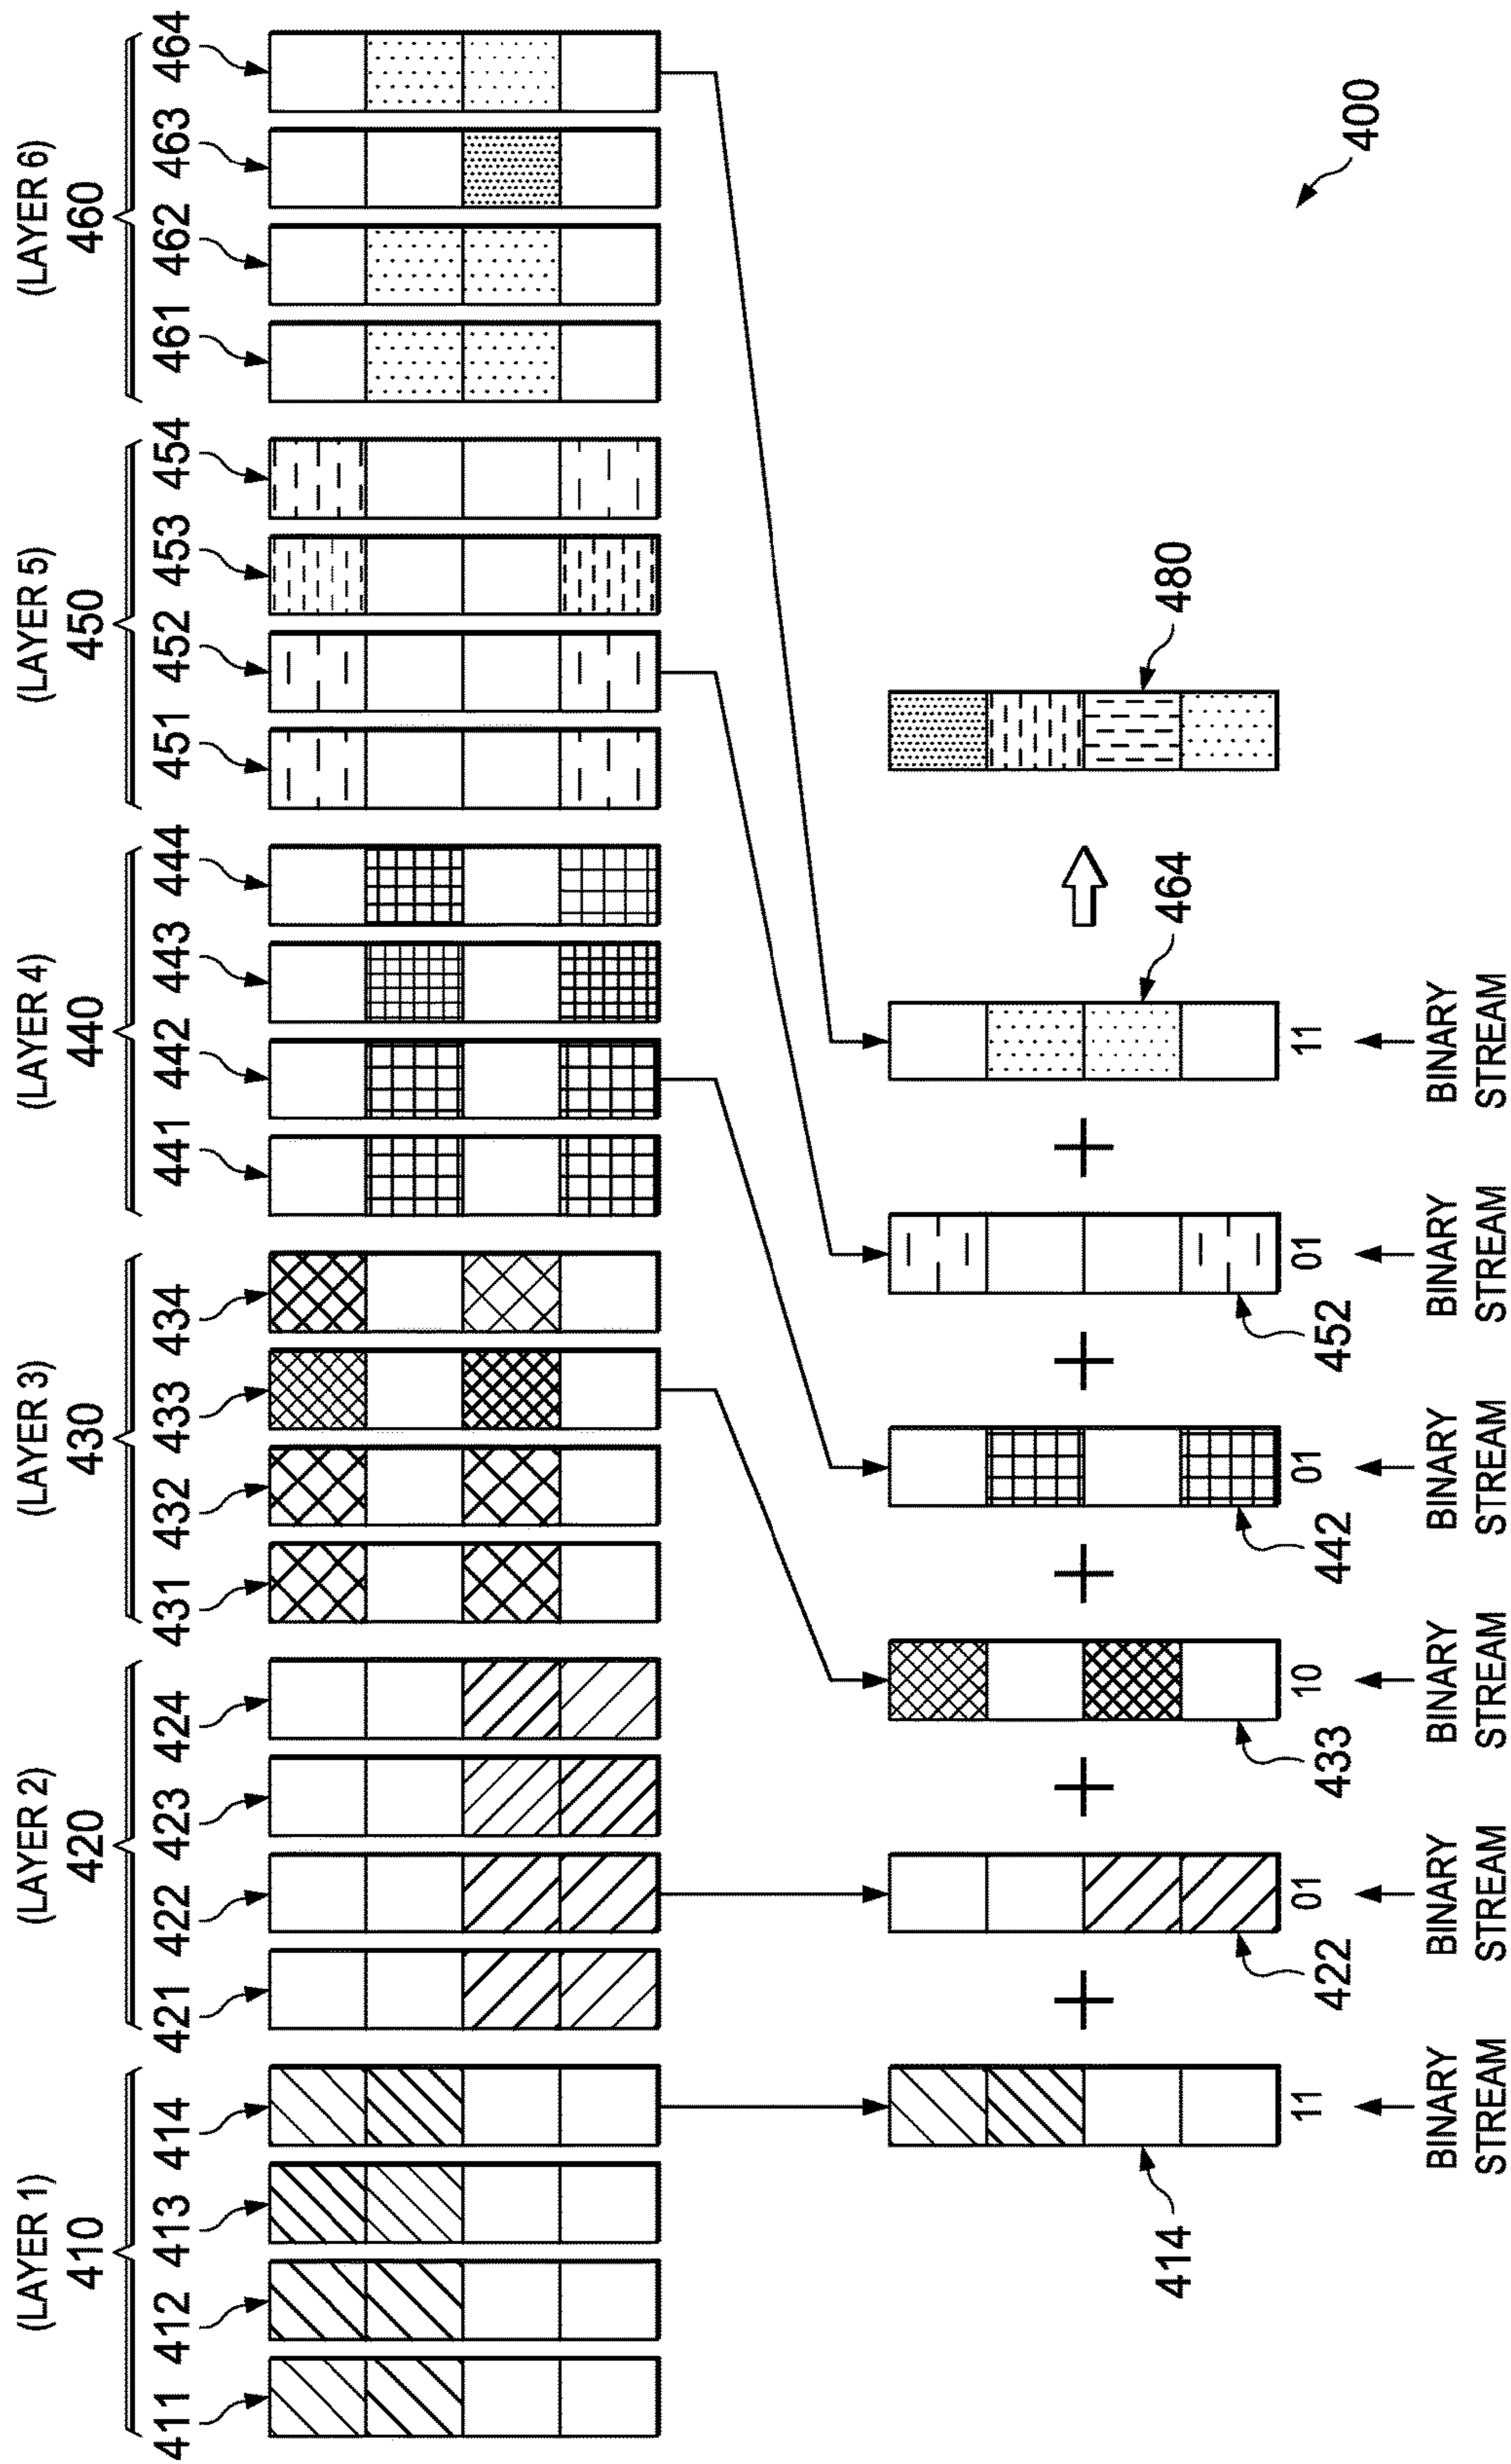 (LAYER 1) (LAYER 2) (LAYER 3) (LAYER 4) (LAYER 5) (LAYER 6)
410 420 430 440 450 460
411 412 413 414 421 422 423 424 431 432 433 434 441 442 443 444 451 452 453 454 461 462 463 464
414 422 433 442 452 464 480
+ + + + +
11 01 10 01 01 11
BINARY BINARY BINARY BINARY BINARY BINARY
STREAM STREAM STREAM STREAM STREAM STREAM
400